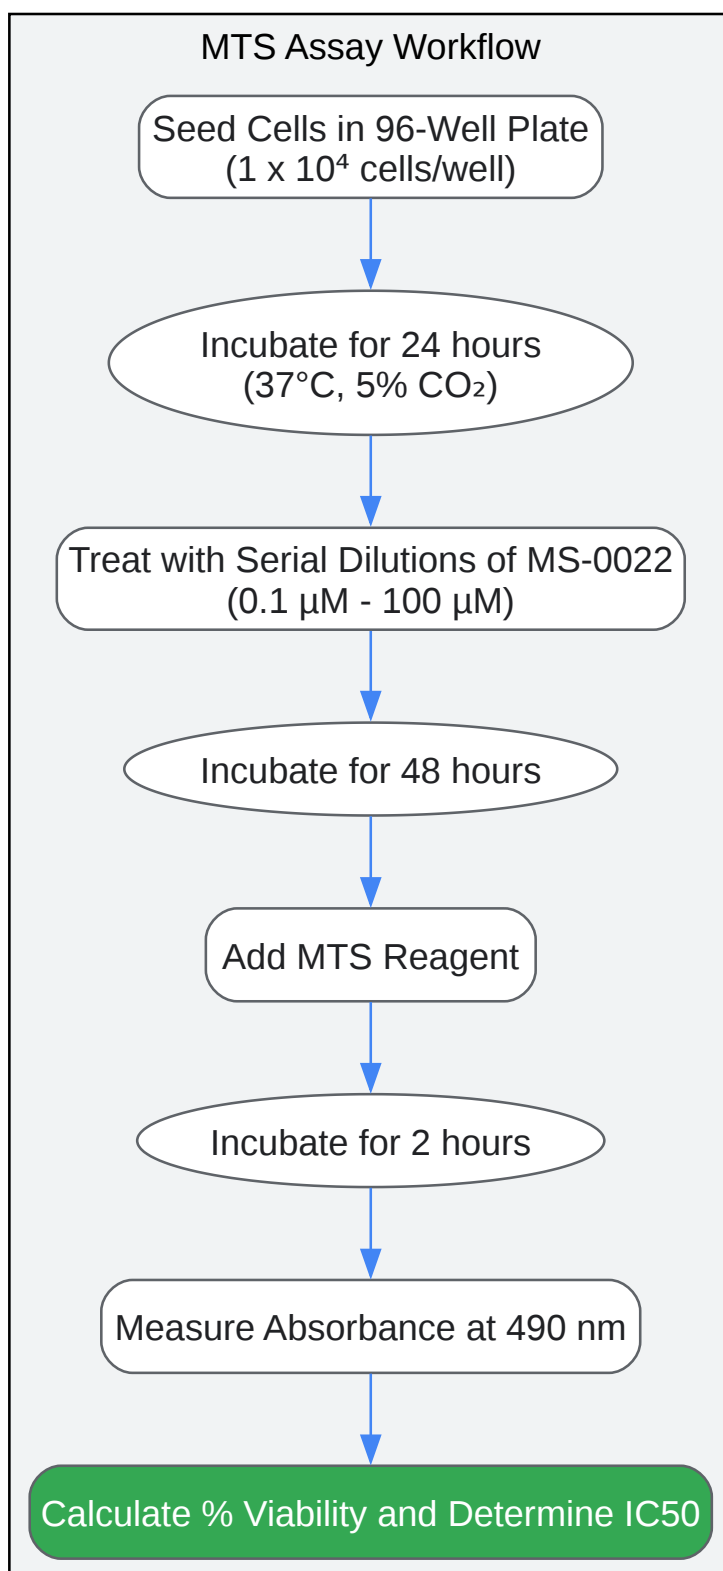 MTS Assay Workflow
Seed Cells in 96-Well Plate
(1 x 10⁴ cells/well)
Incubate for 24 hours
(37°C, 5% CO₂)
Treat with Serial Dilutions of MS-0022
(0.1 µM - 100 µM)
Incubate for 48 hours
Add MTS Reagent
Incubate for 2 hours
Measure Absorbance at 490 nm
Calculate % Viability and Determine IC50